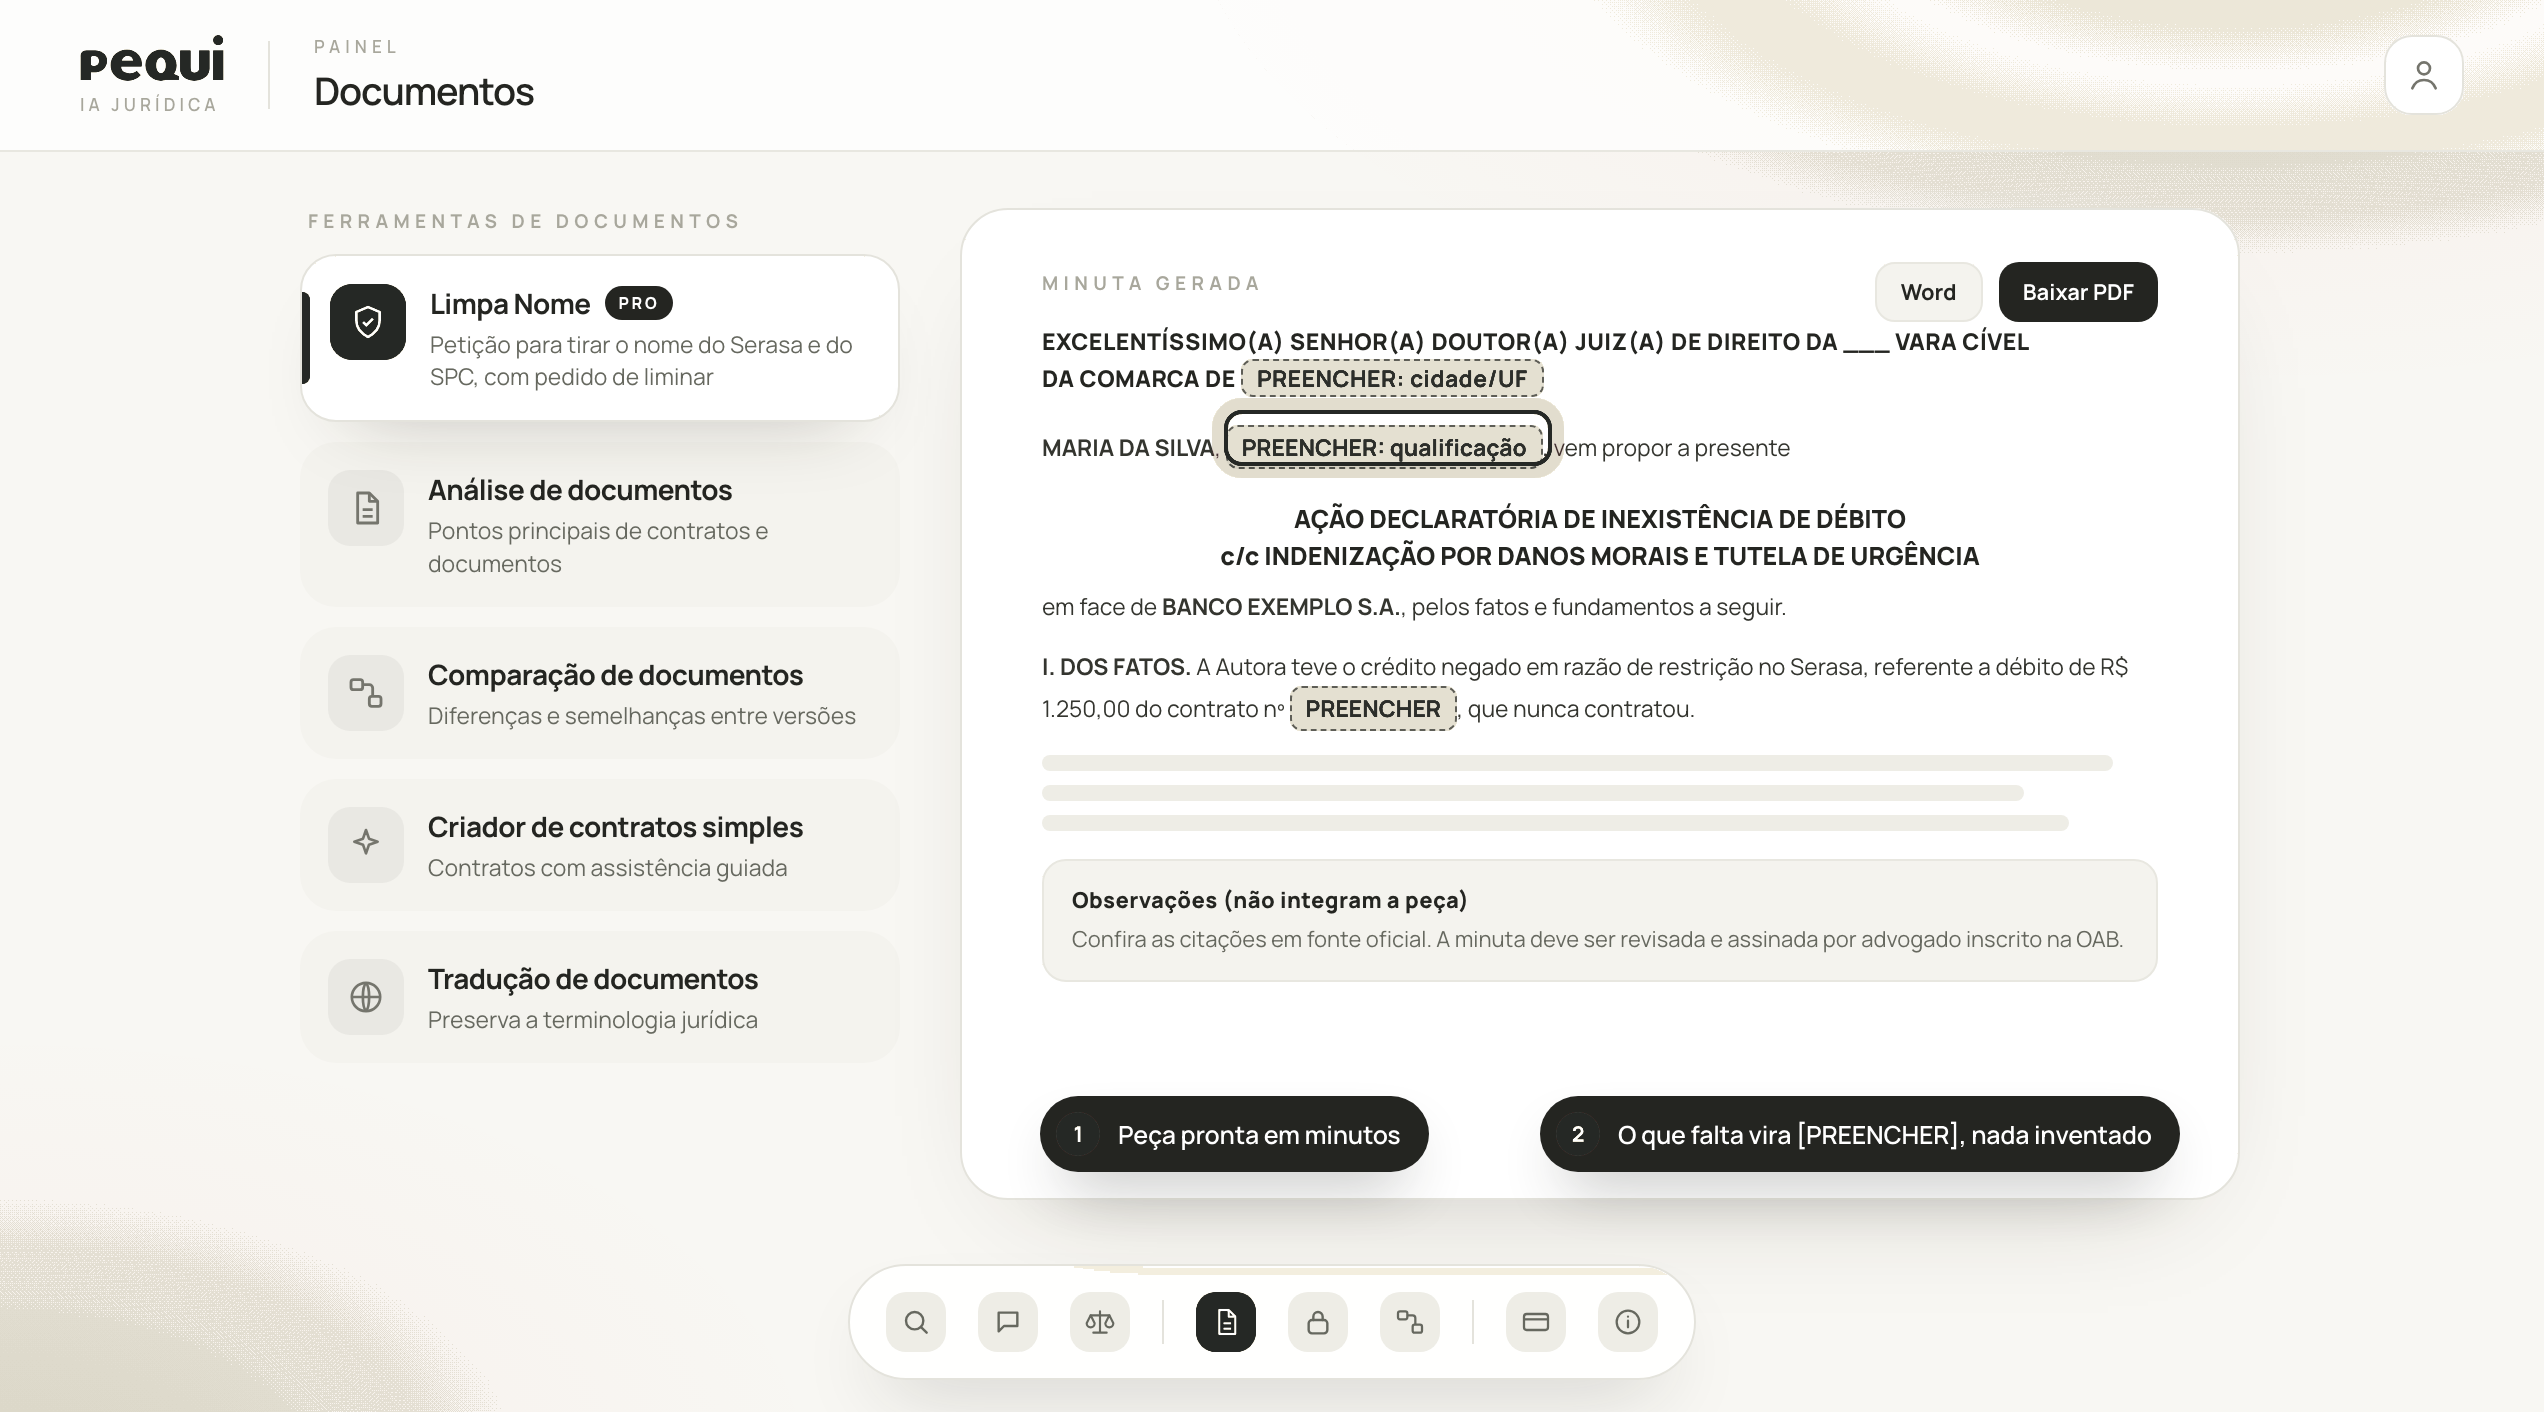 pequi
IA JURÍDICA
PAINEL
Documentos
FERRAMENTAS DE DOCUMENTOS
Limpa Nome PRO
Petição para tirar o nome do Serasa e do
SPC, com pedido de liminar
Análise de documentos
Pontos principais de contratos e
documentos
Comparação de documentos
Diferenças e semelhanças entre versões
Criador de contratos simples
Contratos com assistência guiada
Tradução de documentos
Preserva a terminologia jurídica
MINUTA GERADA
Word
Baixar PDF
EXCELENTÍSSIMO(A) SENHOR(A) DOUTOR(A) JUIZ(A) DE DIREITO DA ___ VARA CÍVEL
DA COMARCA DE PREENCHER: cidade/UF
MARIA DA SILVA, PREENCHER: qualificação, vem propor a presente
AÇÃO DECLARATÓRIA DE INEXISTÊNCIA DE DÉBITO
c/c INDENIZAÇÃO POR DANOS MORAIS E TUTELA DE URGÊNCIA
em face de BANCO EXEMPLO S.A., pelos fatos e fundamentos a seguir.
I. DOS FATOS. A Autora teve o crédito negado em razão de restrição no Serasa, referente a débito de R$
1.250,00 do contrato nº PREENCHER, que nunca contratou.
Observações (não integram a peça)
Confira as citações em fonte oficial. A minuta deve ser revisada e assinada por advogado inscrito na OAB.
1 Peça pronta em minutos
2 O que falta vira [PREENCHER], nada inventado